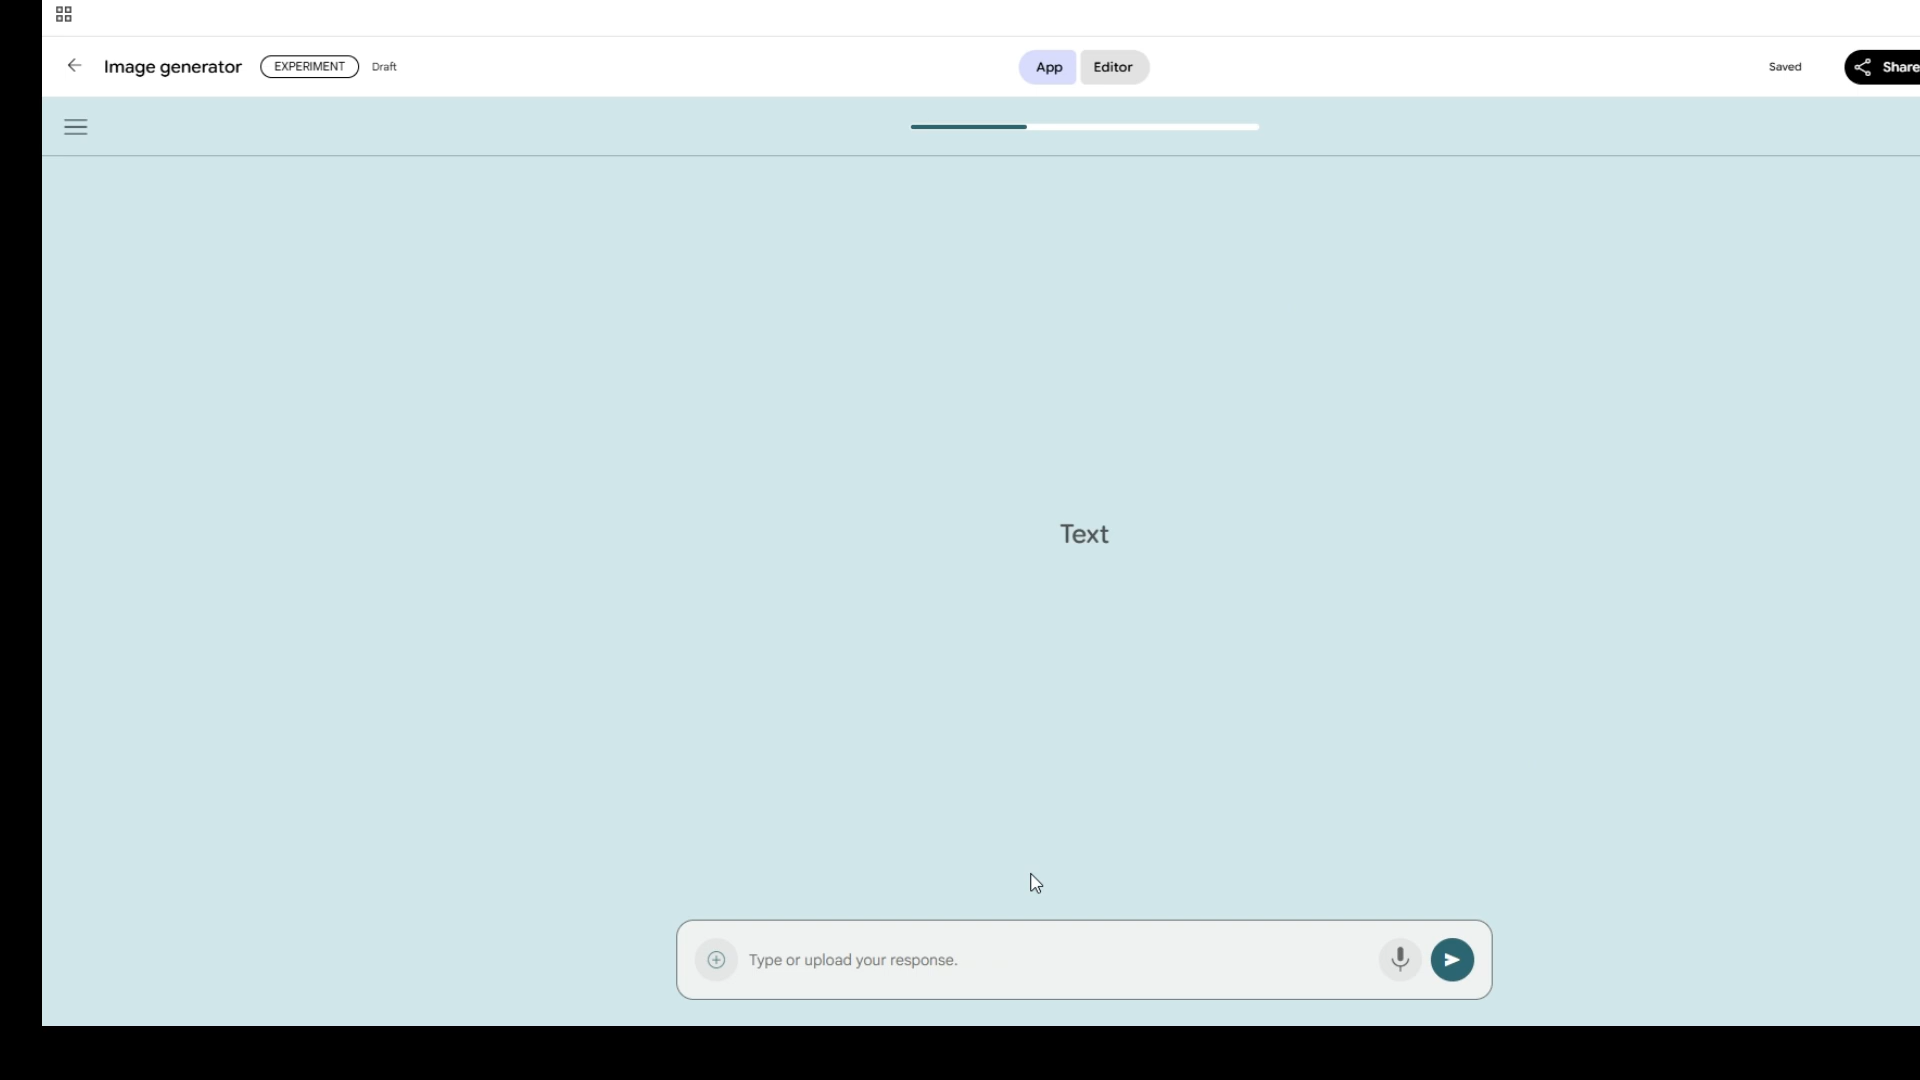 Image generator EXPERIMENT Draft App Editor Saved Share
Text
Type or upload your response.